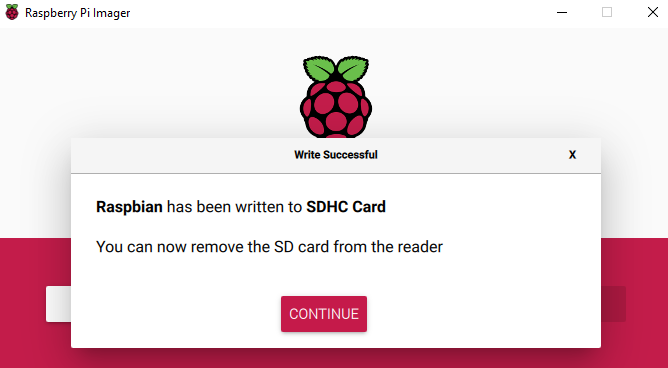 Raspberry Pi Imager
Write Successful X
Raspbian has been written to SDHC Card
You can now remove the SD card from the reader
CONTINUE